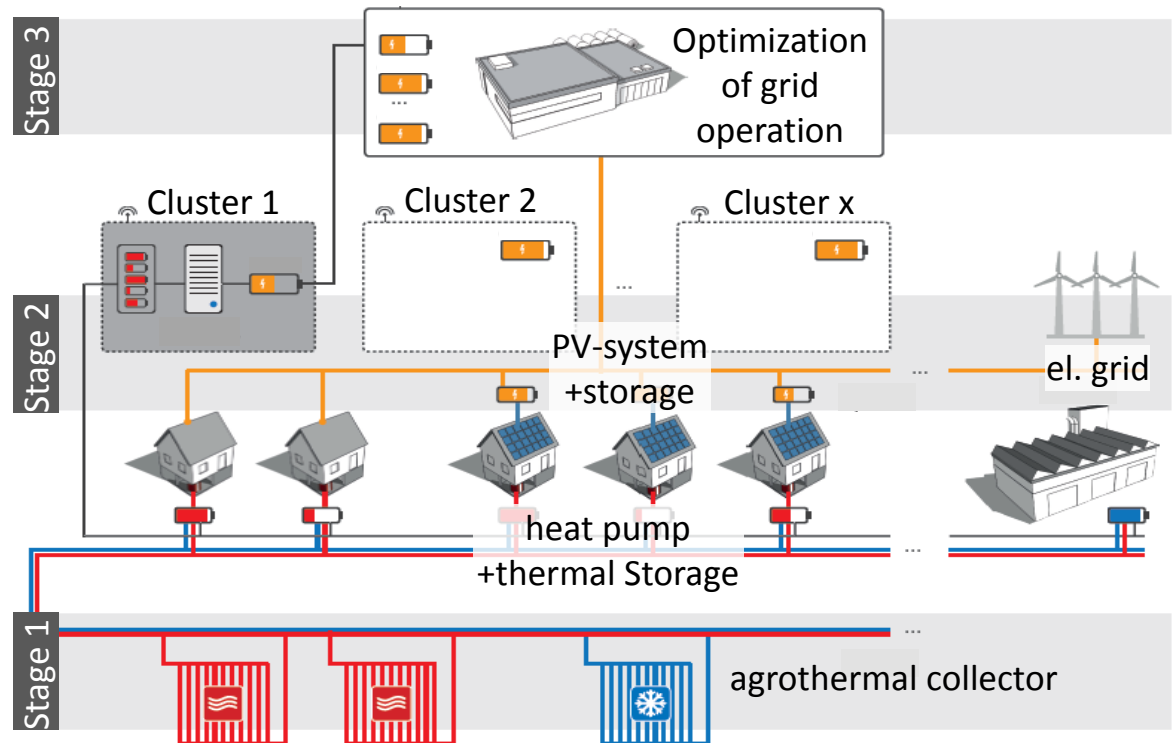 Stage 3
Optimization
of grid
operation
...
Cluster 1
Cluster 2
Cluster x
...
Stage 2
PV-system
+storage
...
el. grid
heat pump
+thermal Storage
...
Stage 1
...
agrothermal collector